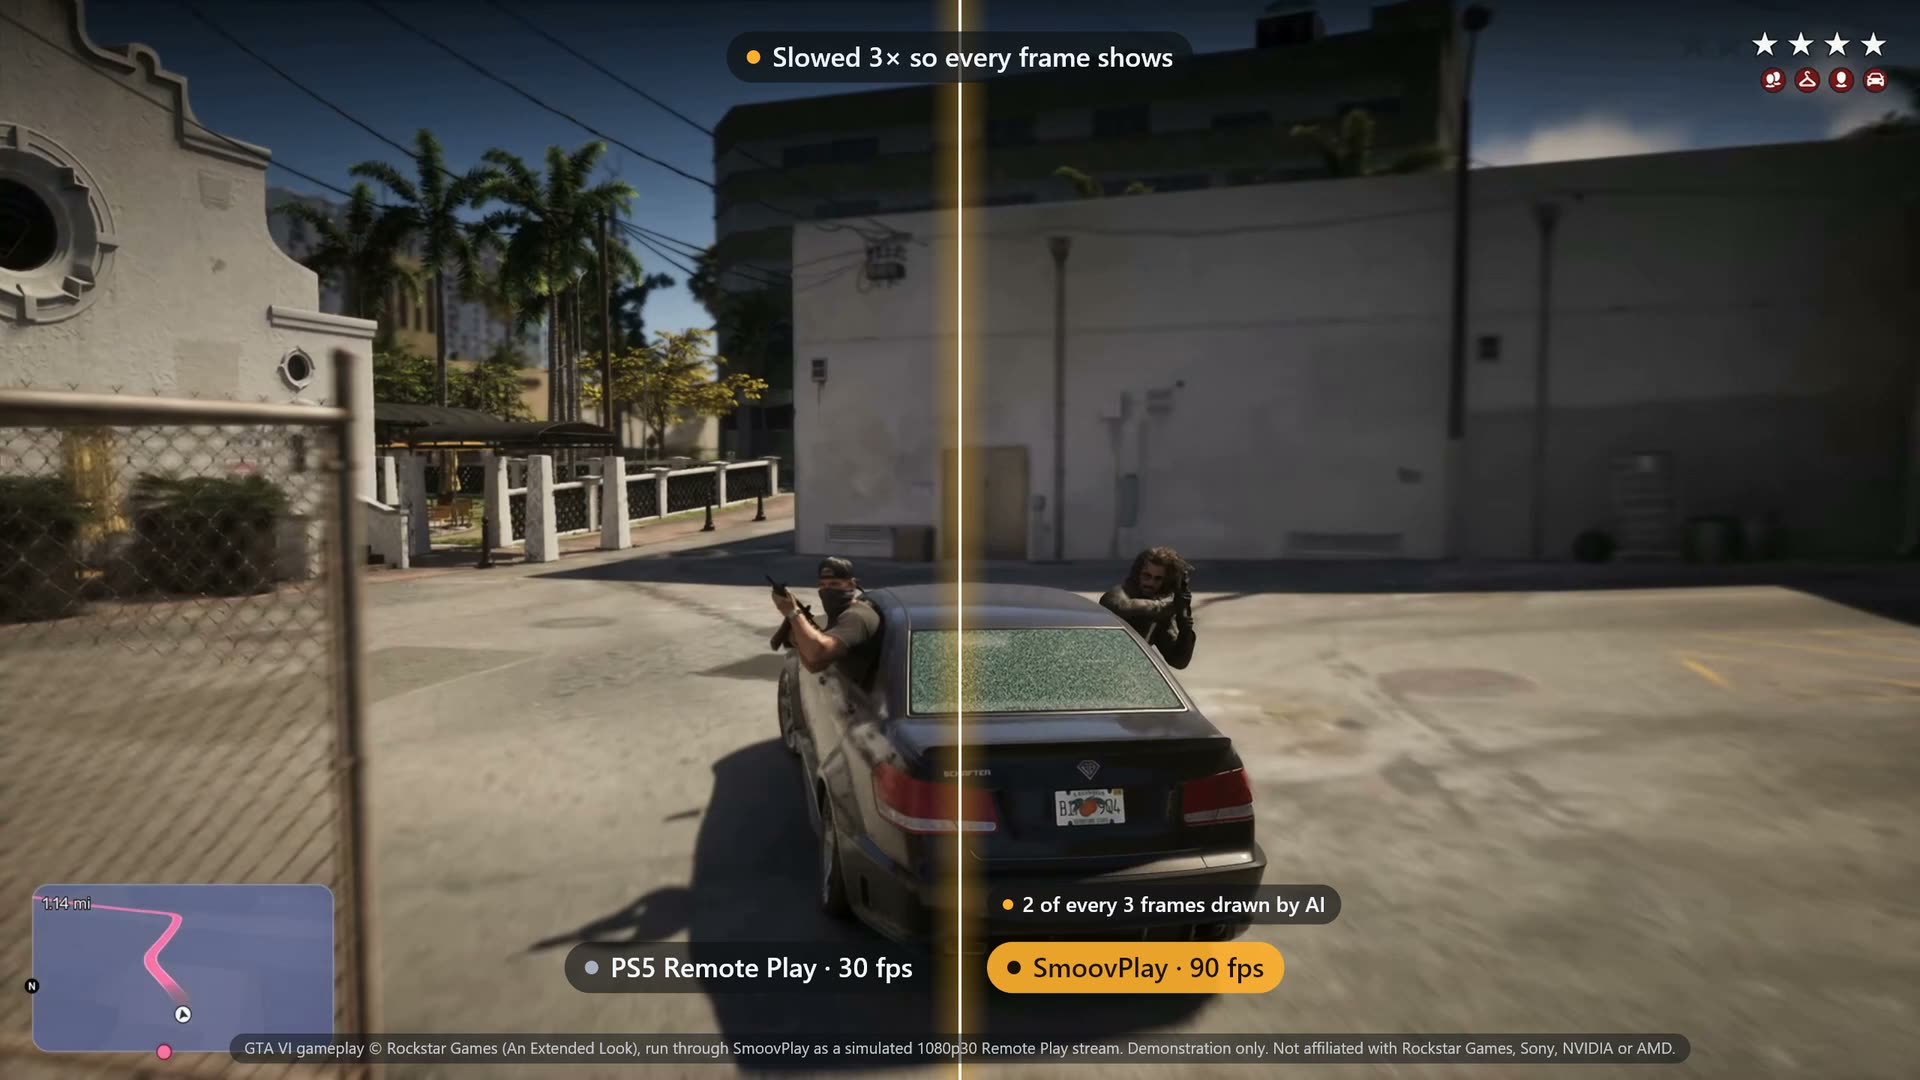 Slowed 3× so every frame shows
SCHAFTER
1.14 mi
N
2 of every 3 frames drawn by AI
PS5 Remote Play · 30 fps
SmoovPlay · 90 fps
GTA VI gameplay © Rockstar Games (An Extended Look), run through SmoovPlay as a simulated 1080p30 Remote Play stream. Demonstration only. Not affiliated with Rockstar Games, Sony, NVIDIA or AMD.